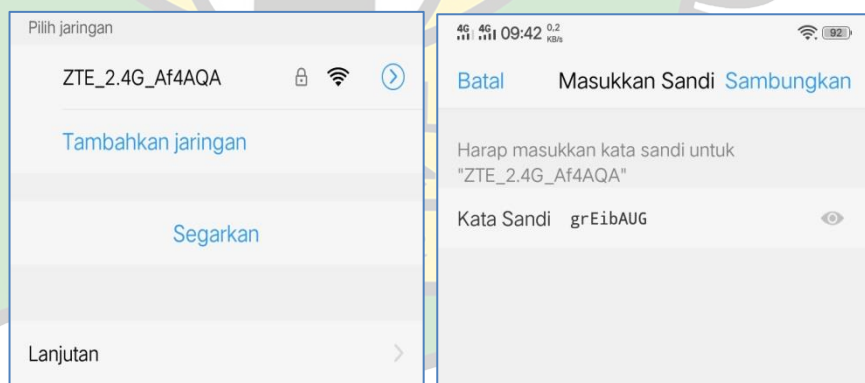 Pilih jaringan
ZTE_2.4G_Af4AQA
Tambahkan jaringan
Segarkan
Lanjutan
4G 4G 09:42 0,2 KB/s 92
Batal Masukkan Sandi Sambungkan
Harap masukkan kata sandi untuk
"ZTE_2.4G_Af4AQA"
Kata Sandi grEibAUG